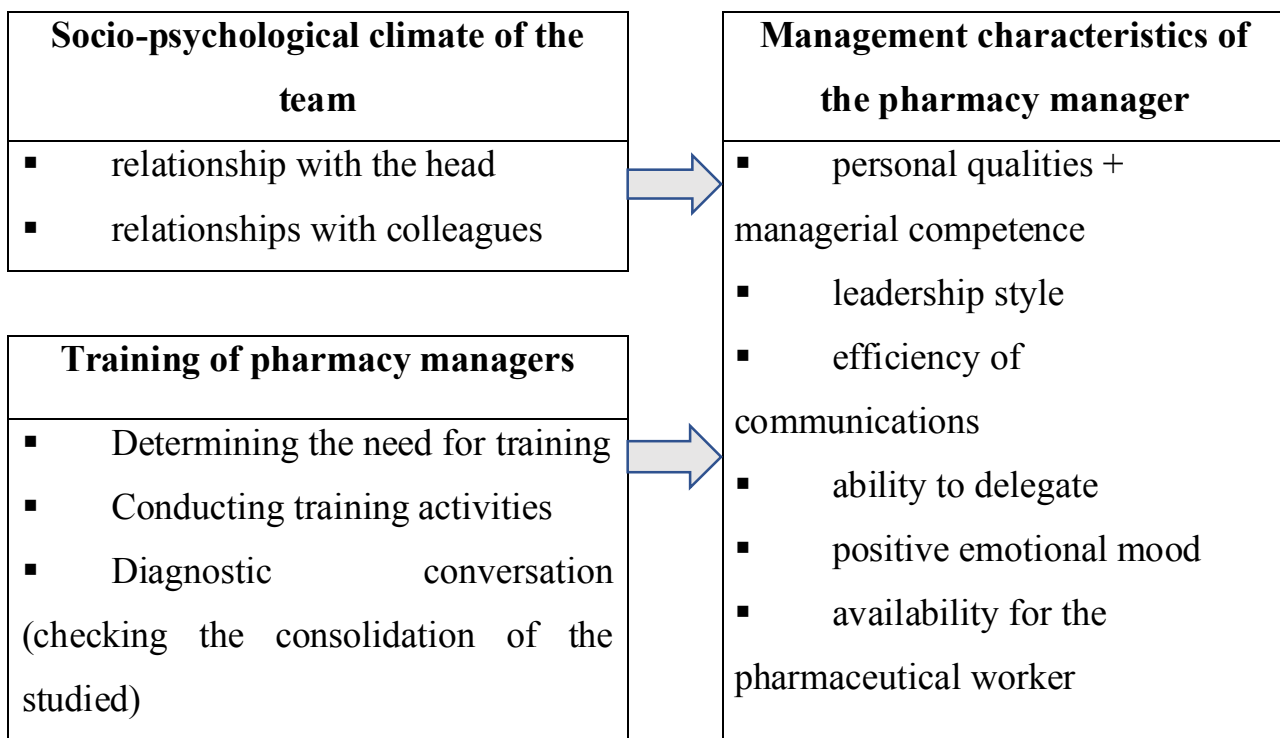 Socio-psychological climate of the
team
▪ relationship with the head
▪ relationships with colleagues
Training of pharmacy managers
▪ Determining the need for training
▪ Conducting training activities
▪ Diagnostic conversation
(checking the consolidation of the
studied)
Management characteristics of
the pharmacy manager
▪ personal qualities +
managerial competence
▪ leadership style
▪ efficiency of
communications
▪ ability to delegate
▪ positive emotional mood
▪ availability for the
pharmaceutical worker